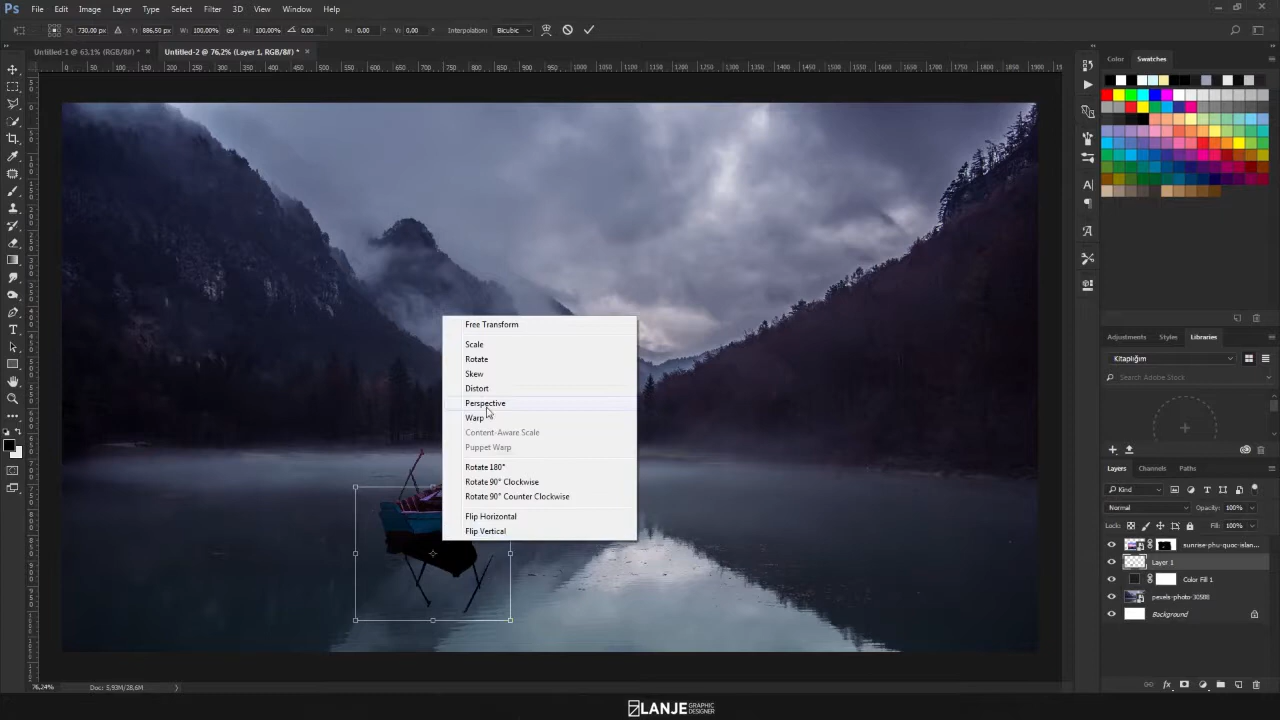 Ps File Edit Image Layer Type Select Filter 3D View Window Help
X: 730.00 px Y: 886.50 px W: 100.00% H: 100.00% 0.00 H: 0.00 V: 0.00 Interpolation: Bicubic
Untitled-1 @ 63,1% (RGB/8#) * × Untitled-2 @ 76,2% (Layer 1, RGB/8#) * ×
Color Swatches
Free Transform
Scale
Rotate
Skew
Distort
Perspective
Warp
Content-Aware Scale
Puppet Warp
Rotate 180°
Rotate 90° Clockwise
Rotate 90° Counter Clockwise
Flip Horizontal
Flip Vertical
Adjustments Styles Libraries
Kitaplığım
Search Adobe Stock
Layers Channels Paths
Kind
Normal Opacity: 100%
Lock: Fill: 100%
sunrise-phu-quoc-islan...
Layer 1
Color Fill 1
pexels-photo-30588
Background
76,24% Doc: 5,93M/28,6M
LANJE GRAPHIC DESIGNER